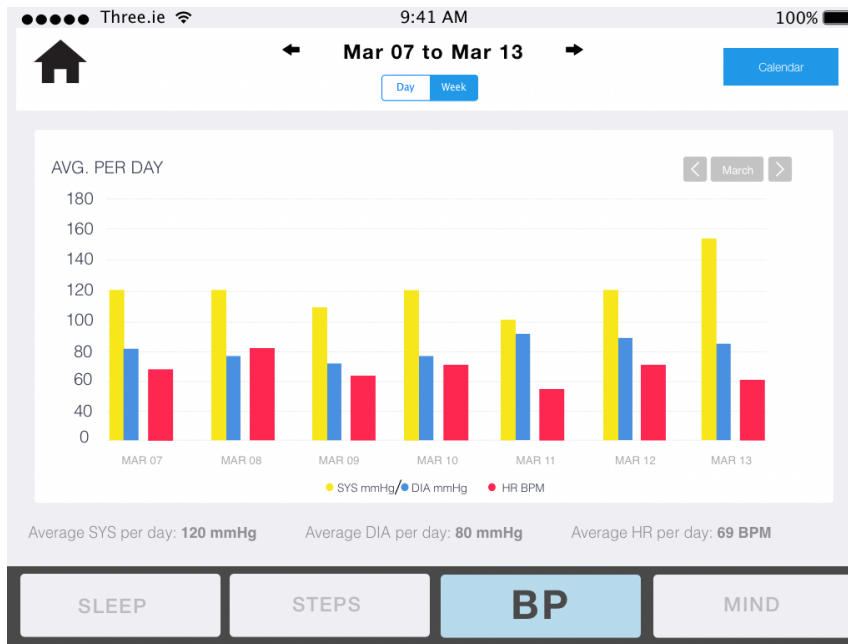 Three.ie 9:41 AM 100%
Mar 07 to Mar 13
Day Week
Calendar
AVG. PER DAY
March
180
160
140
120
100
80
60
40
0
MAR 07 MAR 08 MAR 09 MAR 10 MAR 11 MAR 12 MAR 13
SYS mmHg/ DIA mmHg HR BPM
Average SYS per day: 120 mmHg Average DIA per day: 80 mmHg Average HR per day: 69 BPM
SLEEP STEPS BP MIND